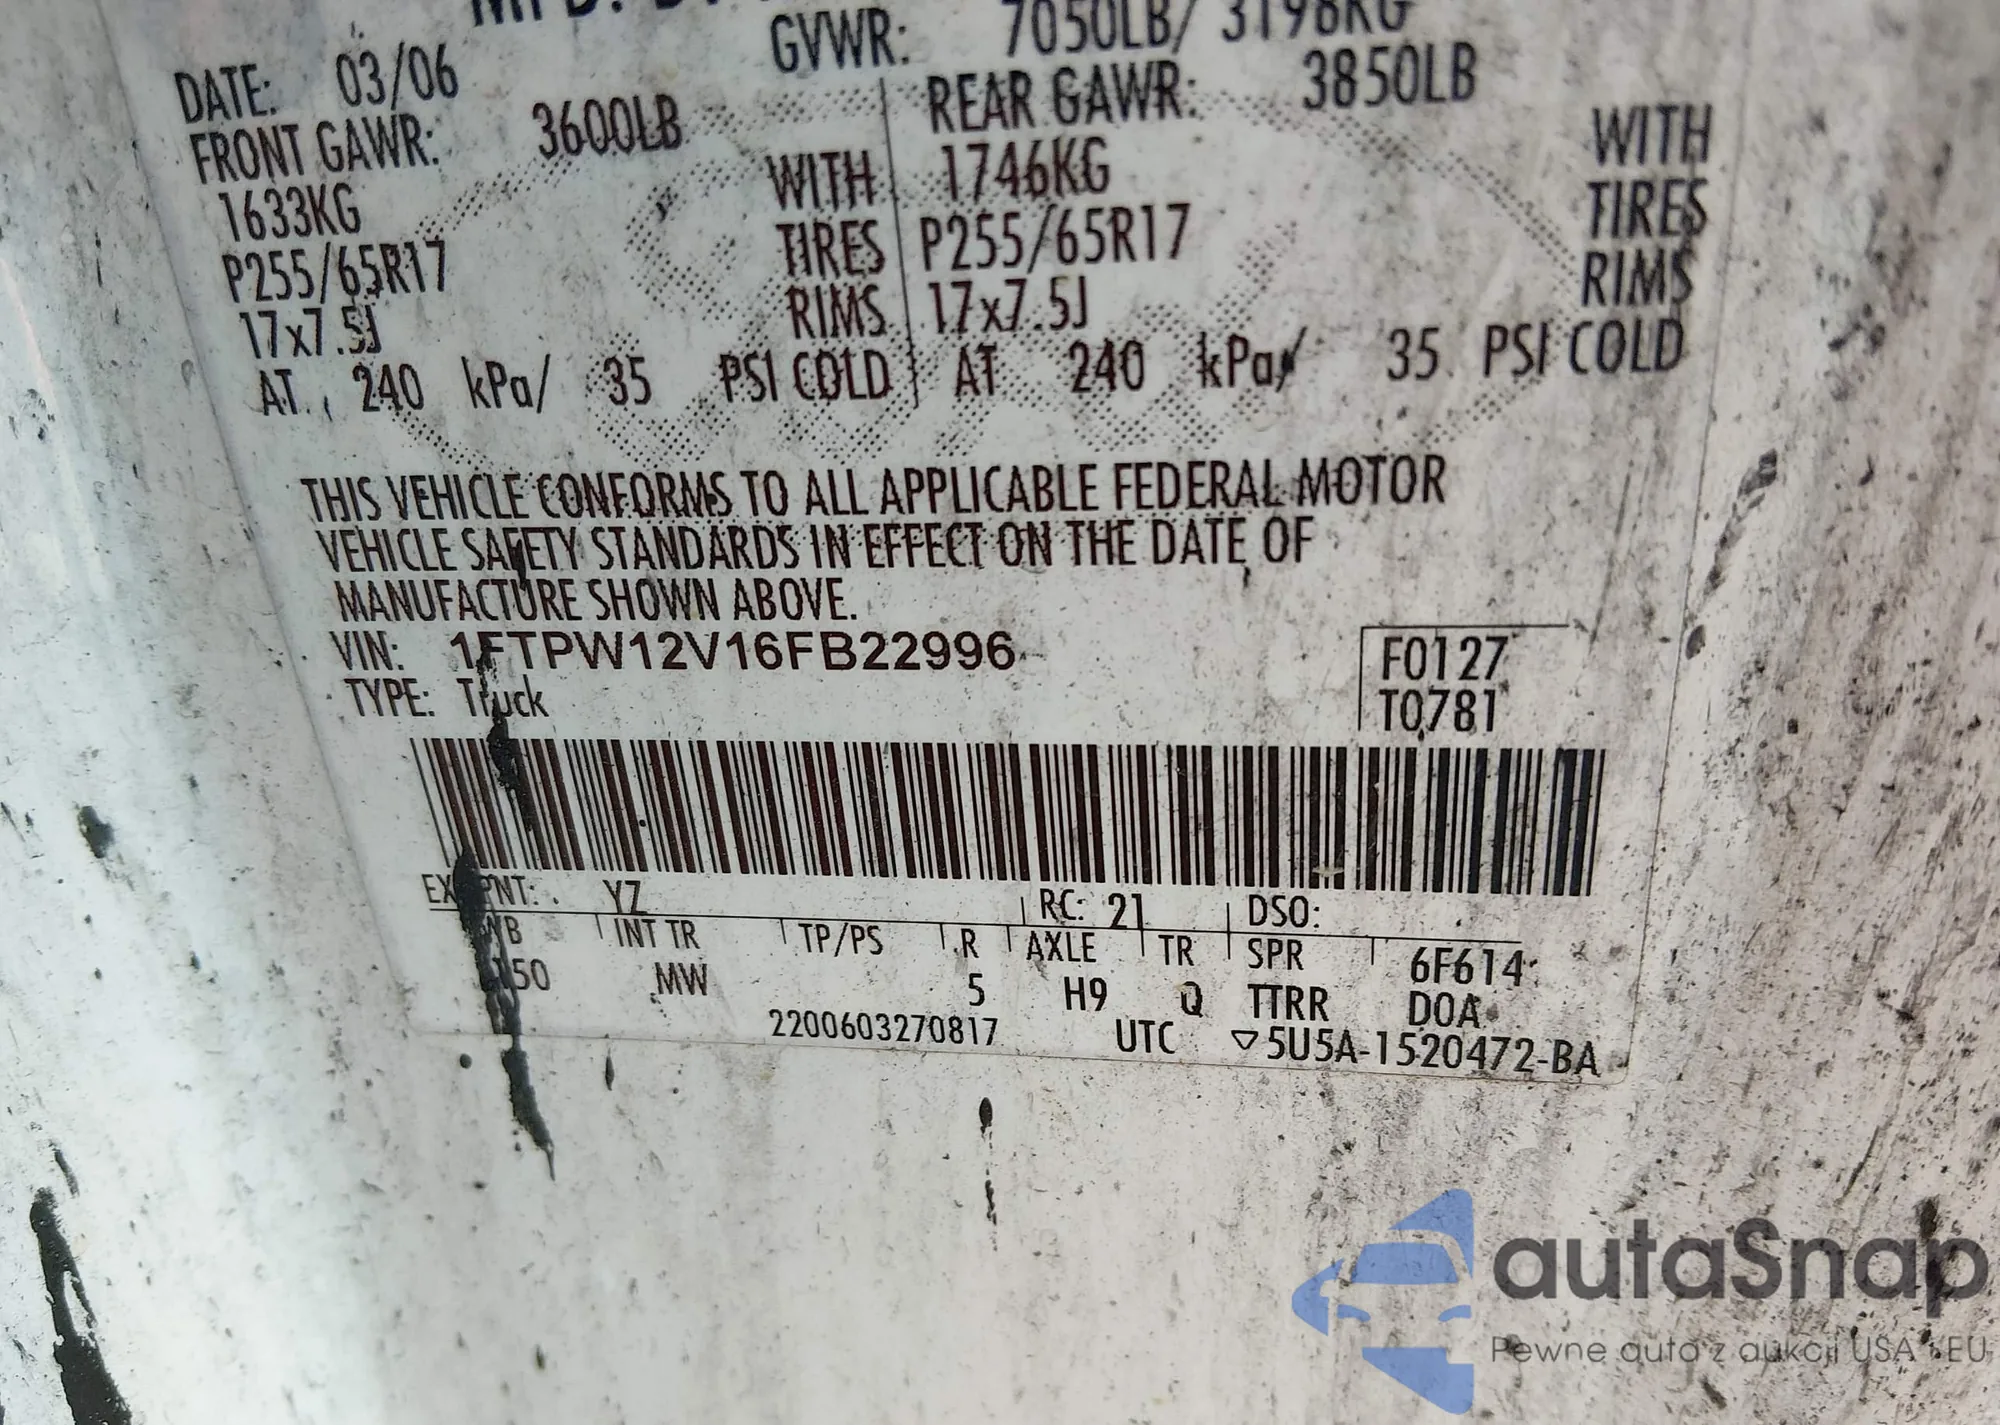 GVWR: 7050LB/ 3198KG
DATE: 03/06
FRONT GAWR: 3600LB
REAR GAWR: 3850LB
1633KG WITH
1746KG WITH
P255/65R17 TIRES
P255/65R17 TIRES
17x7.5J RIMS
17x7.5J RIMS
AT 240 kPa/ 35 PSI COLD
AT 240 kPa/ 35 PSI COLD
THIS VEHICLE CONFORMS TO ALL APPLICABLE FEDERAL MOTOR
VEHICLE SAFETY STANDARDS IN EFFECT ON THE DATE OF
MANUFACTURE SHOWN ABOVE.
VIN: 1FTPW12V16FB22996
TYPE: Truck
F0127
T0781
YZ RC: 21 DSO:
WB INT TR TP/PS R AXLE TR SPR 6F614
150 MW 5 H9 Q TTRR DOA
2200603270817 UTC ▽5U5A-1520472-BA
autaSnap
Pewne auta z aukcji USA i EU